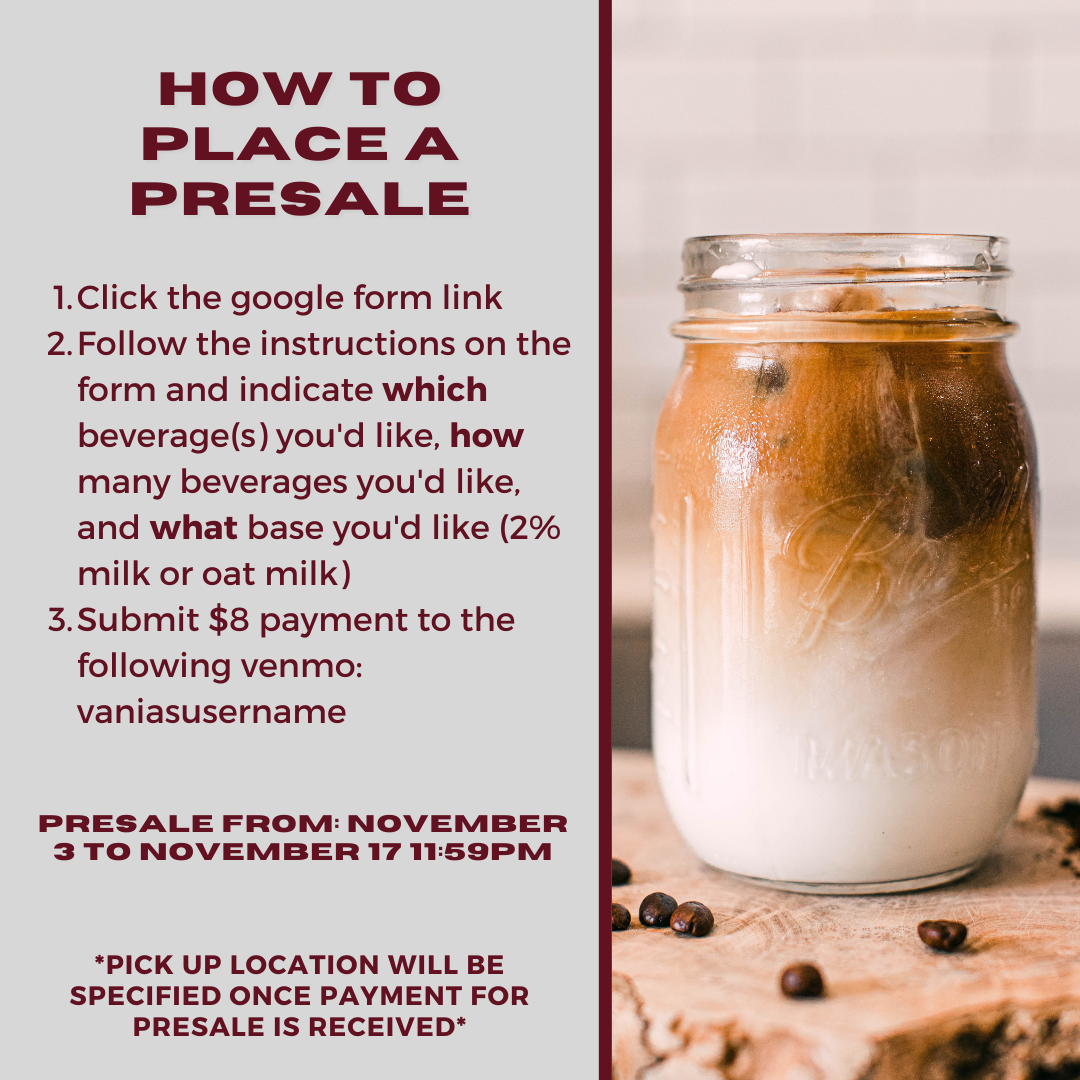 HOW TO
PLACE A
PRESALE
1. Click the google form link
2. Follow the instructions on the
form and indicate which
beverage(s) you'd like, how
many beverages you'd like,
and what base you'd like (2%
milk or oat milk)
3. Submit $8 payment to the
following venmo:
vaniasusername
PRESALE FROM: NOVEMBER
3 TO NOVEMBER 17 11:59PM
*PICK UP LOCATION WILL BE
SPECIFIED ONCE PAYMENT FOR
PRESALE IS RECEIVED*
MASON